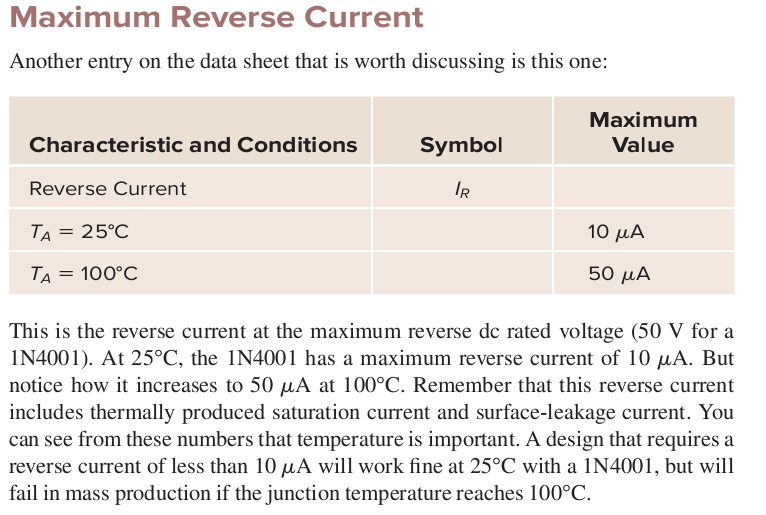 Maximum Reverse Current
Another entry on the data sheet that is worth discussing is this one:
Characteristic and Conditions Symbol Maximum Value
Reverse Current I_R
T_A = 25°C 10 μA
T_A = 100°C 50 μA
This is the reverse current at the maximum reverse dc rated voltage (50 V for a
1N4001). At 25°C, the 1N4001 has a maximum reverse current of 10 μA. But
notice how it increases to 50 μA at 100°C. Remember that this reverse current
includes thermally produced saturation current and surface-leakage current. You
can see from these numbers that temperature is important. A design that requires a
reverse current of less than 10 μA will work fine at 25°C with a 1N4001, but will
fail in mass production if the junction temperature reaches 100°C.